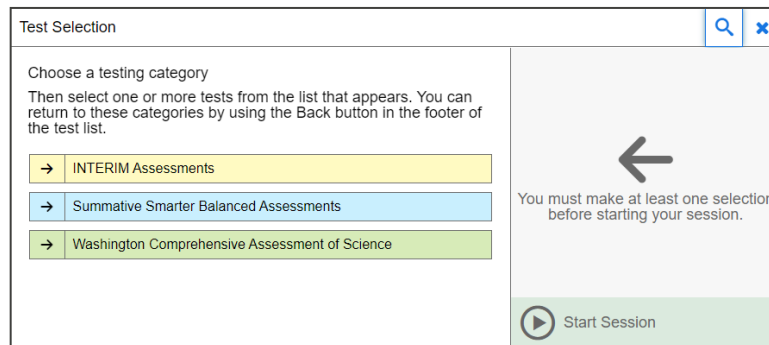 Test Selection
Choose a testing category
Then select one or more tests from the list that appears. You can
return to these categories by using the Back button in the footer of
the test list.
INTERIM Assessments
Summative Smarter Balanced Assessments
Washington Comprehensive Assessment of Science
You must make at least one selection
before starting your session.
Start Session